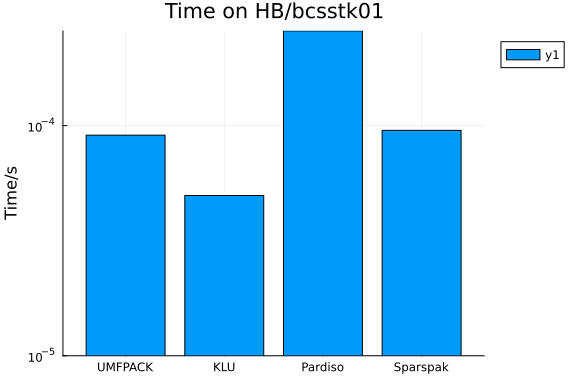 Time on HB/bcsstk01
y1
Time/s
10⁻⁴
10⁻⁵
UMFPACK KLU Pardiso Sparspak